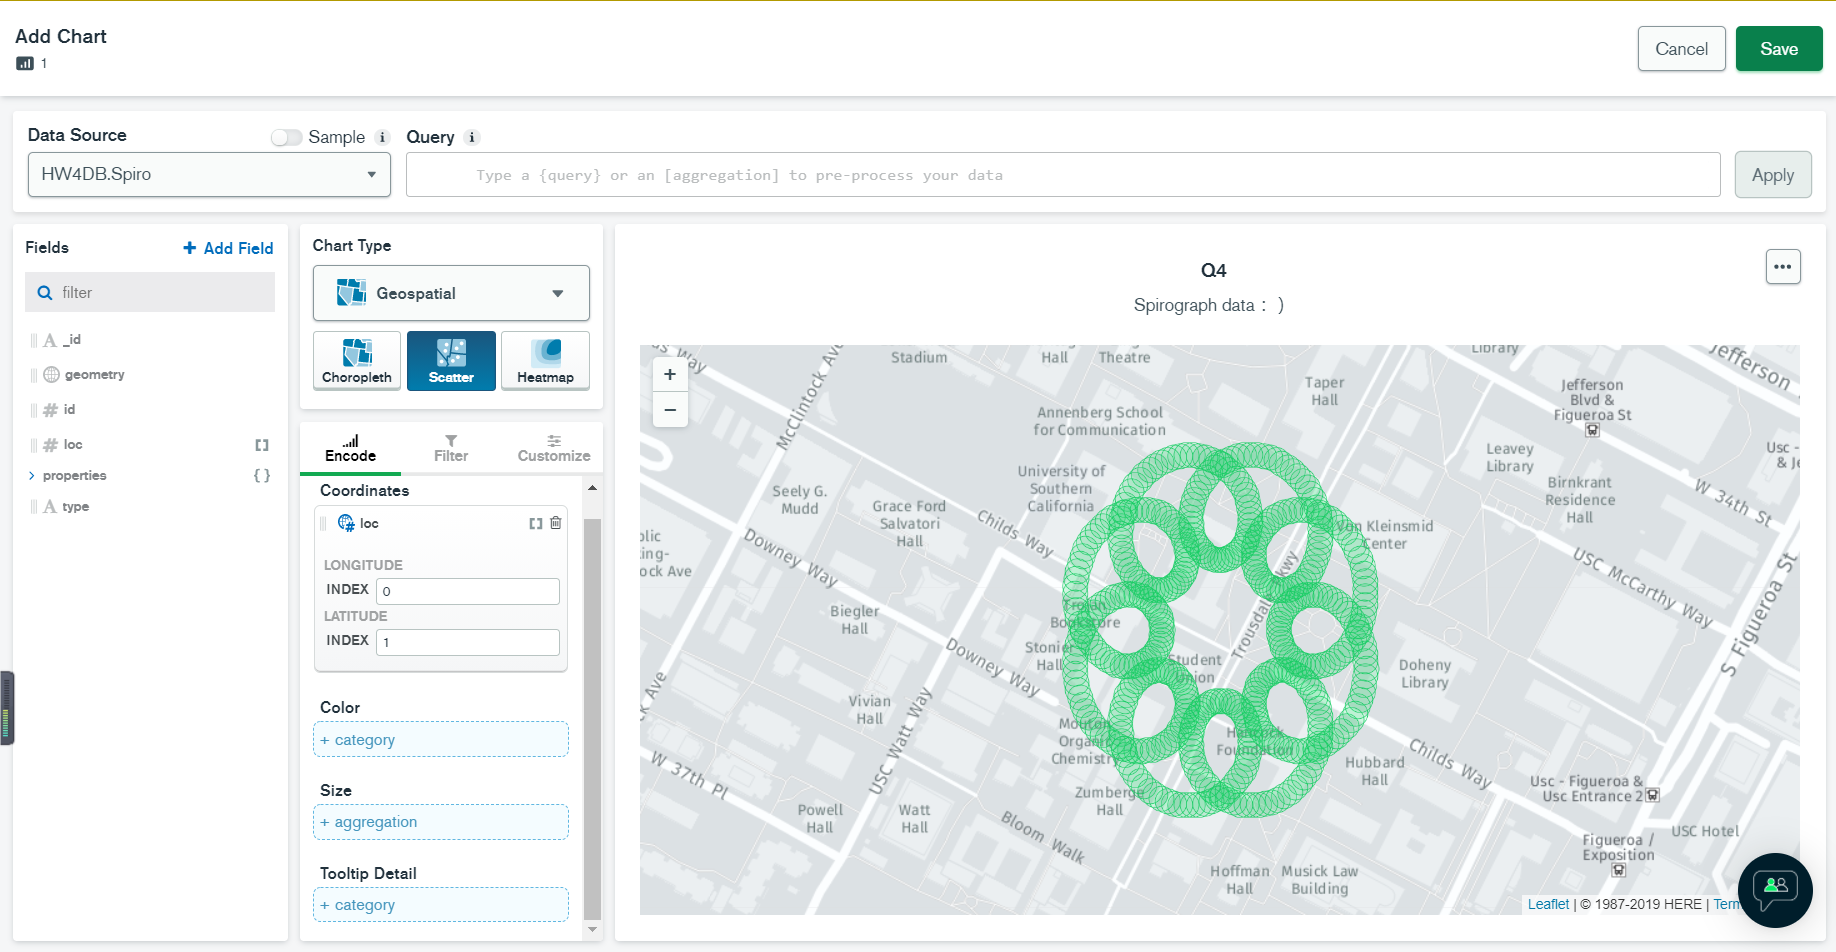 Add Chart
1
Cancel
Save
Data Source
Sample
Query
HW4DB.Spiro
Type a {query} or an [aggregation] to pre-process your data
Apply
Fields
+ Add Field
filter
_id
geometry
id
loc
properties
type
Chart Type
Geospatial
Choropleth
Scatter
Heatmap
Encode
Filter
Customize
Coordinates
loc
LONGITUDE
INDEX 0
LATITUDE
INDEX 1
Color
+ category
Size
+ aggregation
Tooltip Detail
+ category
Q4
Spirograph data : )
+
−
McClintock Ave
Stadium
Hall
Theatre
Library
Jefferson
Taper
Hall
Jefferson
Blvd &
Figueroa St
Annenberg School
for Communication
Leavey
Library
Usc -
W 34th St
University of
Southern
California
Seely G.
Mudd
Grace Ford
Salvatori
Hall
Childs Way
Birnkrant
Residence
Hall
Von Kleinsmid
Center
Downey Way
USC McCarthy Way
S Figueroa St
Biegler
Hall
Trojan
Bookstore
Trousdale Pkwy
Stonier
Hall
Downey Way
Student
Union
Doheny
Library
Vivian
Hall
USC Watt Way
Mouton
Organic
Chemistry
Hancock
Foundation
Childs Way
Hubbard
Hall
W 37th Pl
Usc - Figueroa &
Usc Entrance 2
Zumberge
Hall
Powell
Hall
Watt
Hall
Bloom Walk
USC Hotel
Figueroa /
Exposition
Hoffman
Hall
Musick Law
Building
Leaflet | © 1987-2019 HERE | Term